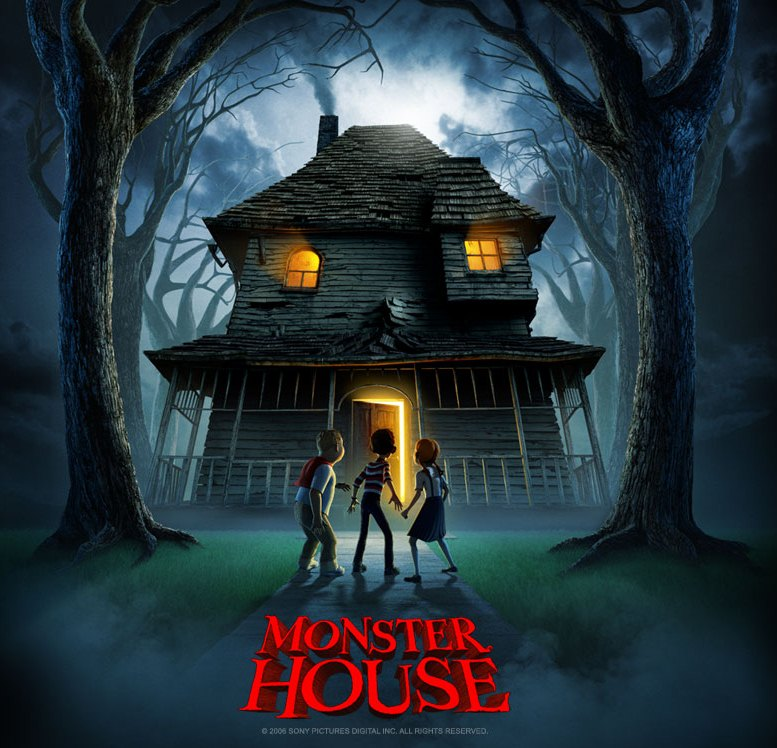 MONSTER
HOUSE
© 2006 SONY PICTURES DIGITAL INC. ALL RIGHTS RESERVED.